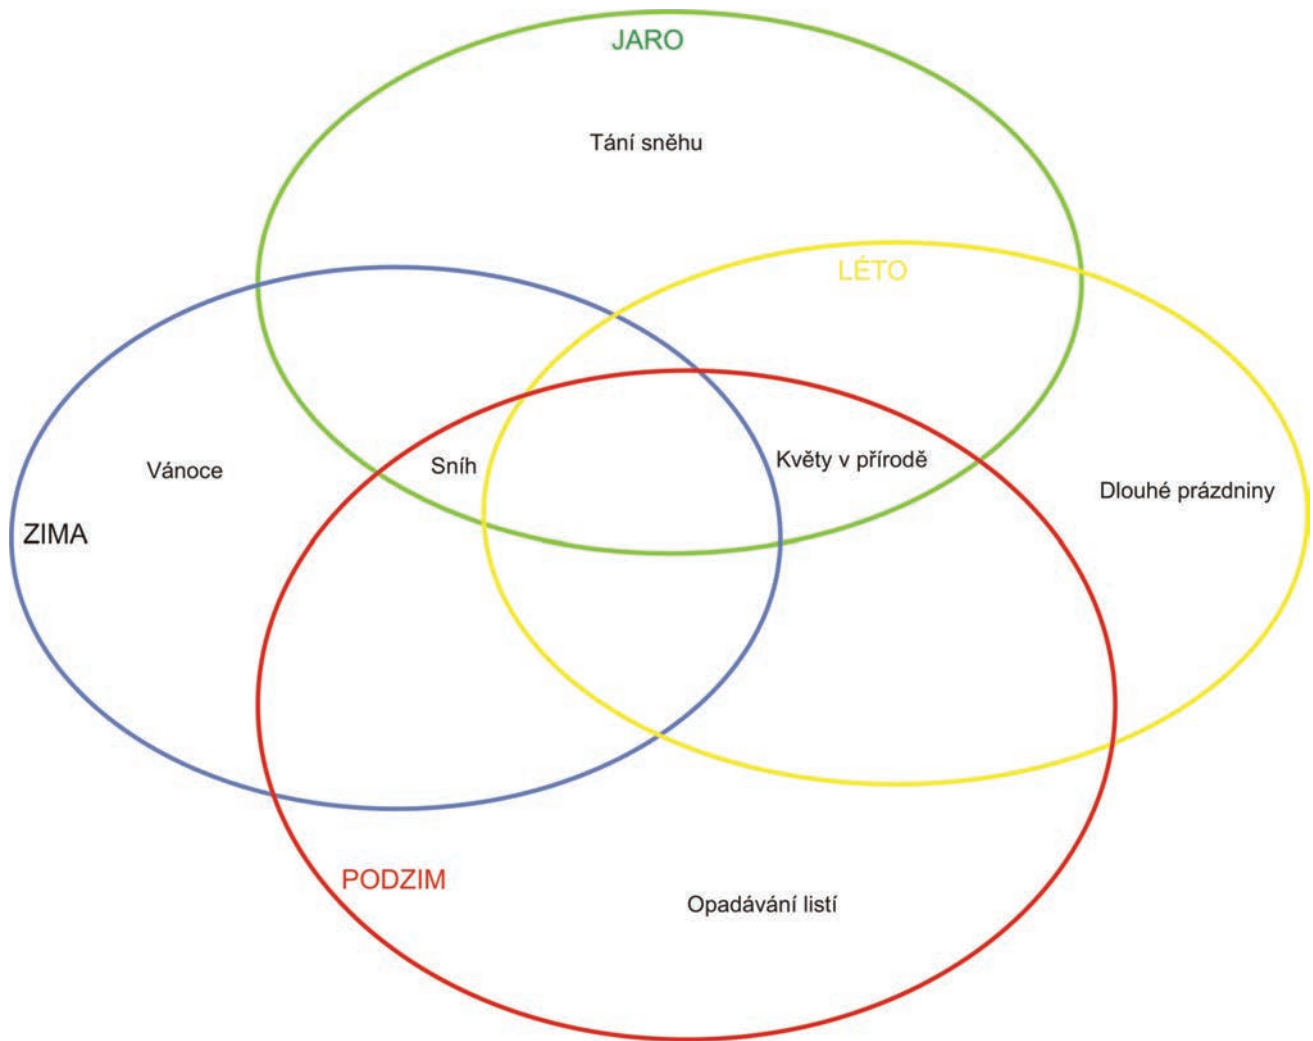 JARO
Tání sněhu
LÉTO
Vánoce
Sníh
Květy v přírodě
Dlouhé prázdniny
ZIMA
PODZIM
Opadávání listí